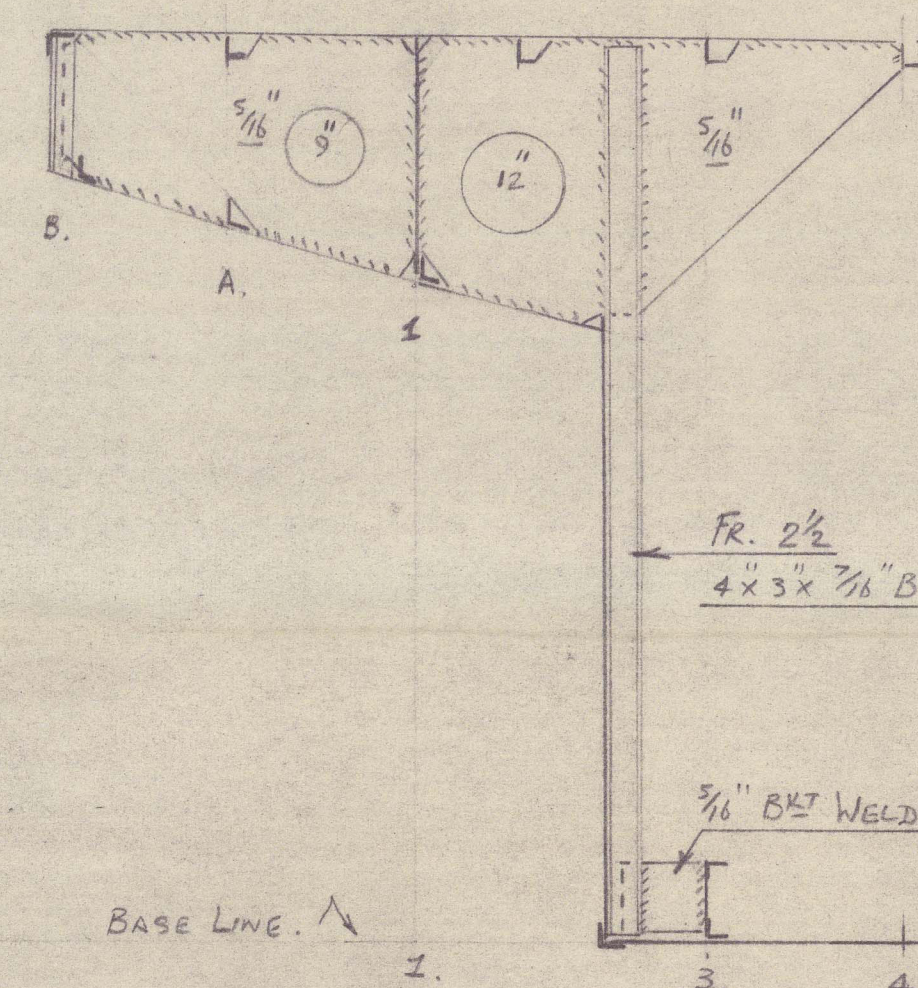 5/16"
9"
12"
5/16"
B.
A.
1
FR. 2½
4" x 3" x 7/16" B
5/16" BKT WELD
BASE LINE.
1.
3
4